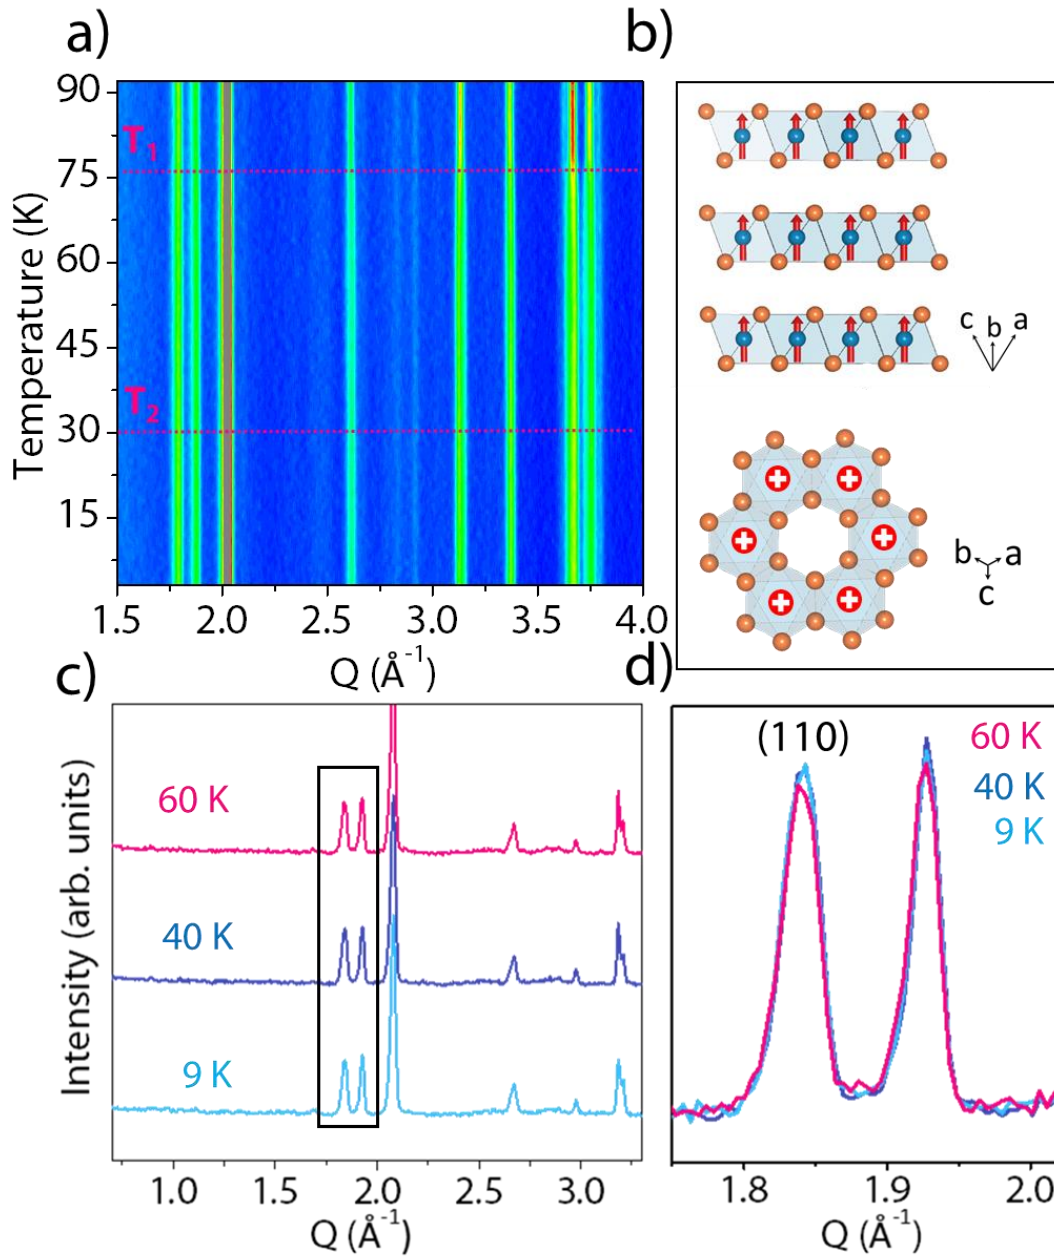 a)
90
75
60
45
30
15
Temperature (K)
T1
T2
1.5 2.0 2.5 3.0 3.5 4.0
Q (Å-1)
b)
c b a
b a
c
c)
60 K
40 K
9 K
Intensity (arb. units)
1.0 1.5 2.0 2.5 3.0
Q (Å-1)
d)
(110)
60 K
40 K
9 K
1.8 1.9 2.0
Q (Å-1)